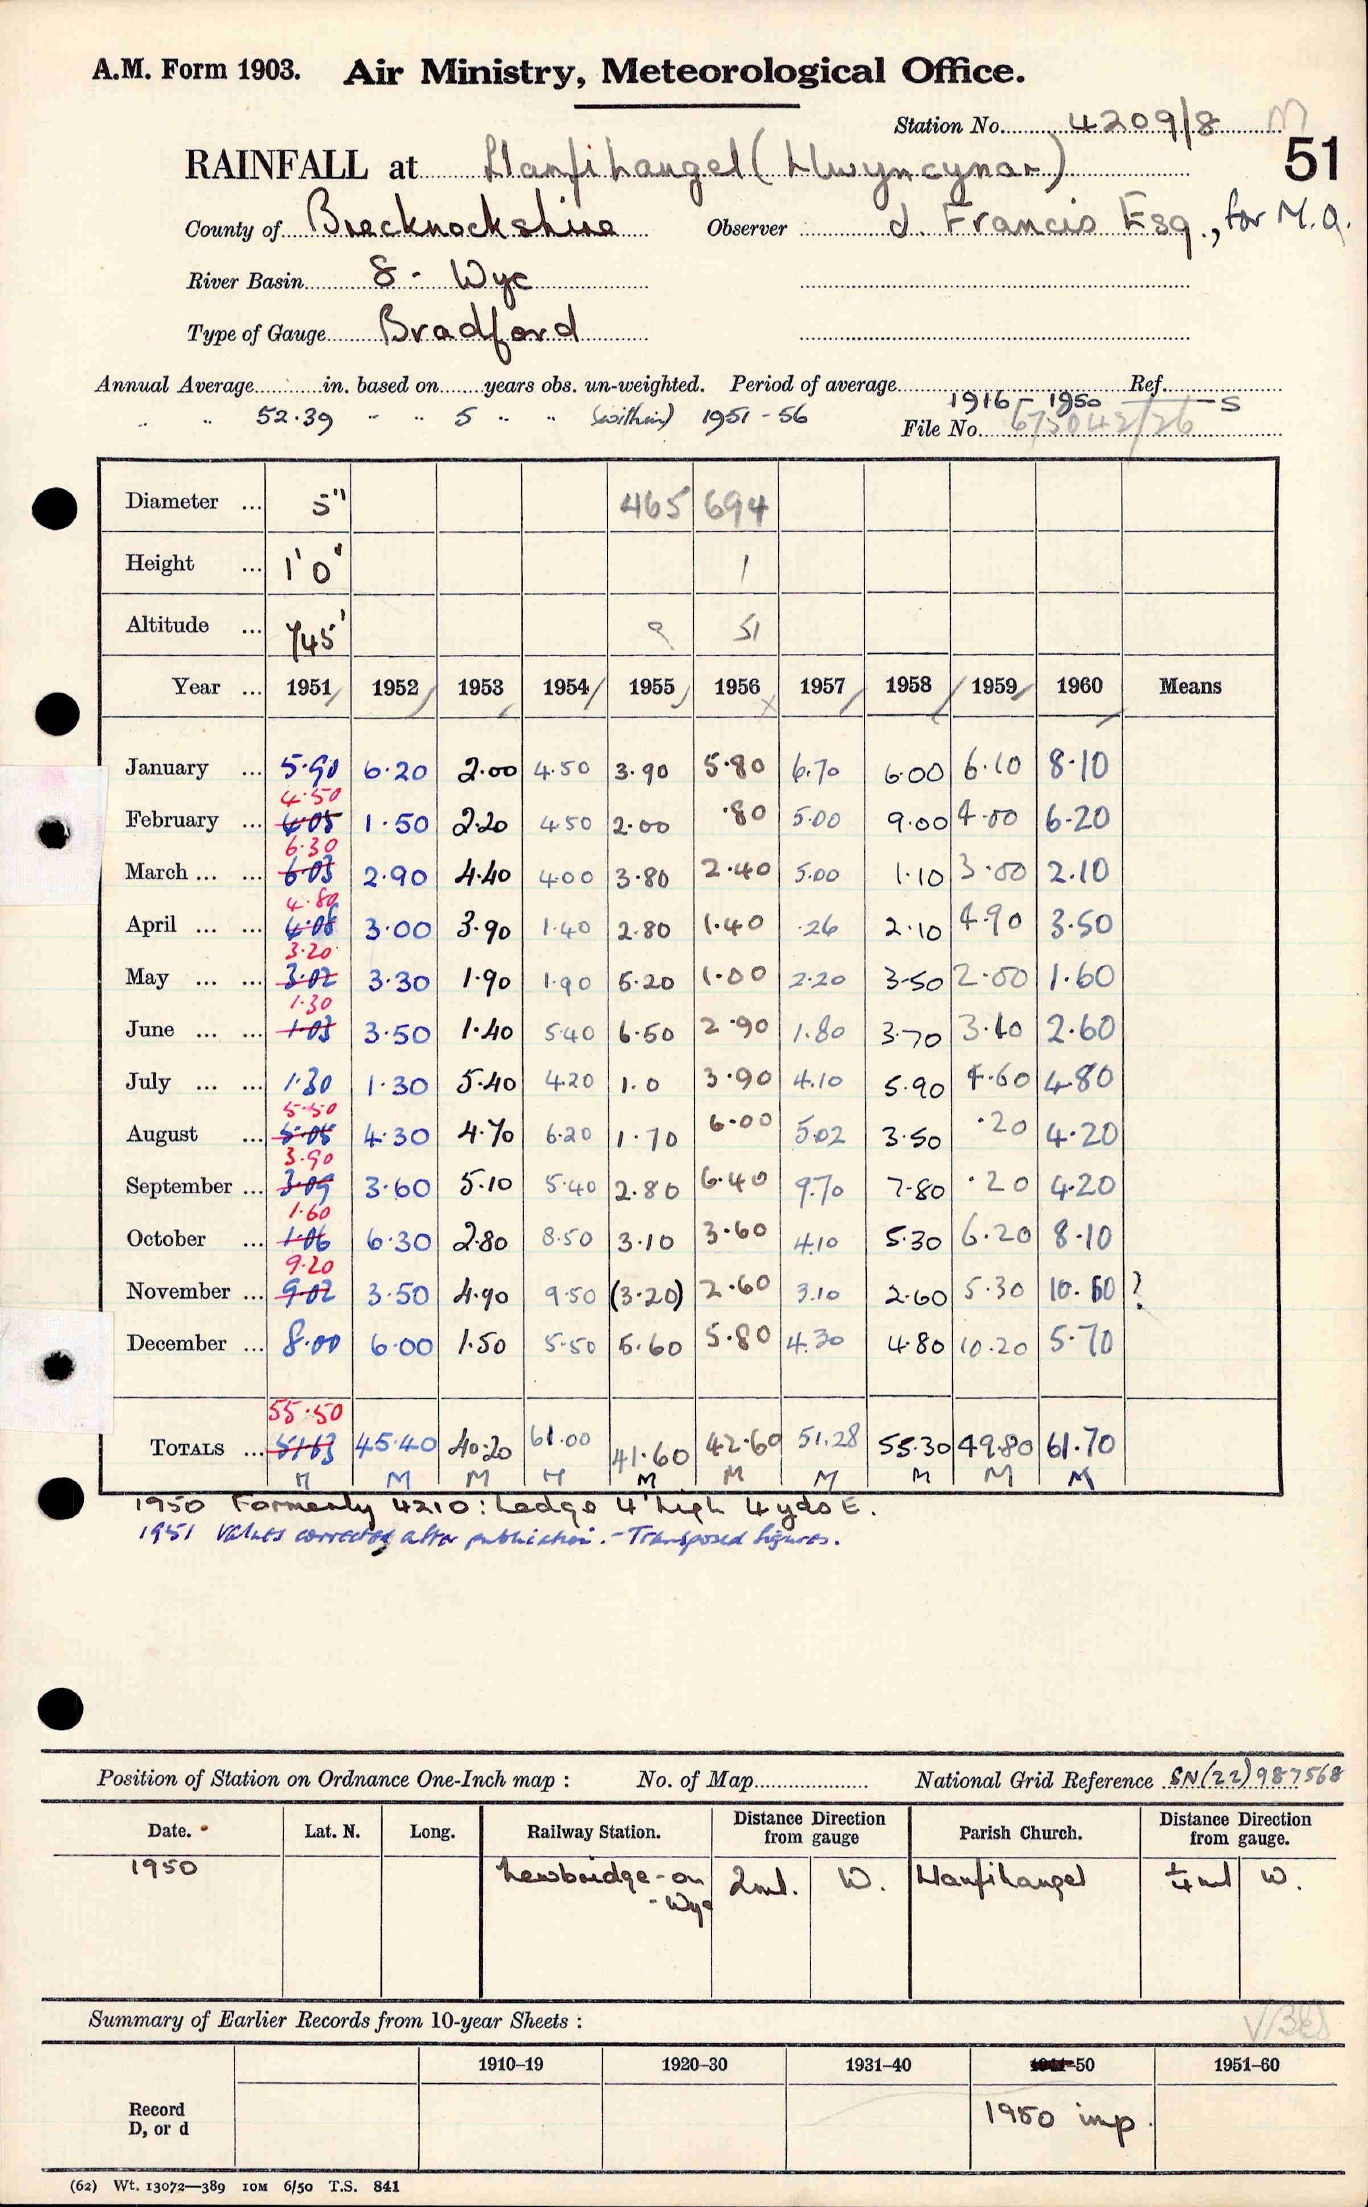 A.M. Form 1903. Air Ministry, Meteorological Office.
Station No. 4209/8 M
51
RAINFALL at Llanfihangel (Llwyncynar)
County of Brecknockshire Observer J. Francis Esq., for M.A.
River Basin 8 - Wye
Type of Gauge Bradford
Annual Average in. based on years obs. un-weighted. Period of average 1916 - 1950 Ref. S
" " 52.39 " " 5 " " (within) 1951 - 56 File No. 673042/26
Diameter ... 5" 465 694
Height ... 1'0" 1
Altitude ... 745' 9 51
Year ... 1951 1952 1953 1954 1955 1956 1957 1958 1959 1960 Means
January ... 5.90 6.20 2.00 4.50 3.90 5.80 6.70 6.00 6.10 8.10
4.50
February ... 4.05 1.50 2.20 4.50 2.00 .80 5.00 9.00 4.00 6.20
6.30
March ... ... 6.03 2.90 4.40 4.00 3.80 2.40 5.00 1.10 3.00 2.10
4.80
April ... ... 4.08 3.00 3.90 1.40 2.80 1.40 .26 2.10 4.90 3.50
3.20
May ... ... 3.02 3.30 1.90 1.90 5.20 1.00 2.20 3.50 2.00 1.60
1.30
June ... ... 1.03 3.50 1.40 5.40 6.50 2.90 1.80 3.70 3.10 2.60
July ... ... 1.30 1.30 5.40 4.20 1.0 3.90 4.10 5.90 4.60 4.80
5.50
August ... 5.05 4.30 4.70 6.20 1.70 6.00 5.02 3.50 .20 4.20
3.90
September ... 3.09 3.60 5.10 5.40 2.80 6.40 9.70 7.80 .20 4.20
1.60
October ... 1.06 6.30 2.80 8.50 3.10 3.60 4.10 5.30 6.20 8.10
9.20
November ... 9.02 3.50 4.90 9.50 (3.20) 2.60 3.10 2.60 5.30 10.60 ?
December ... 8.00 6.00 1.50 5.50 5.60 5.80 4.30 4.80 10.20 5.70
55.50
TOTALS ... 51.63 45.40 40.20 61.00 41.60 42.60 51.28 55.30 49.80 61.70
M M M M M M M M M M
1950 Formerly 4210: Ledge 4' high 4 yds E.
1951 Values corrected after publication. - Transposed figures.
Position of Station on Ordnance One-Inch map : No. of Map National Grid Reference SN(22)987568
Date. Lat. N. Long. Railway Station. Distance from gauge Direction Parish Church. Distance from gauge. Direction
1950 Newbridge-on-Wye 2ml. W. Llanfihangel ¼ml W.
Summary of Earlier Records from 10-year Sheets :
1910–19 1920–30 1931–40 50 1951–60
Record D, or d 1950 imp.
(62) Wt. 13072—389 10M 6/50 T.S. 841